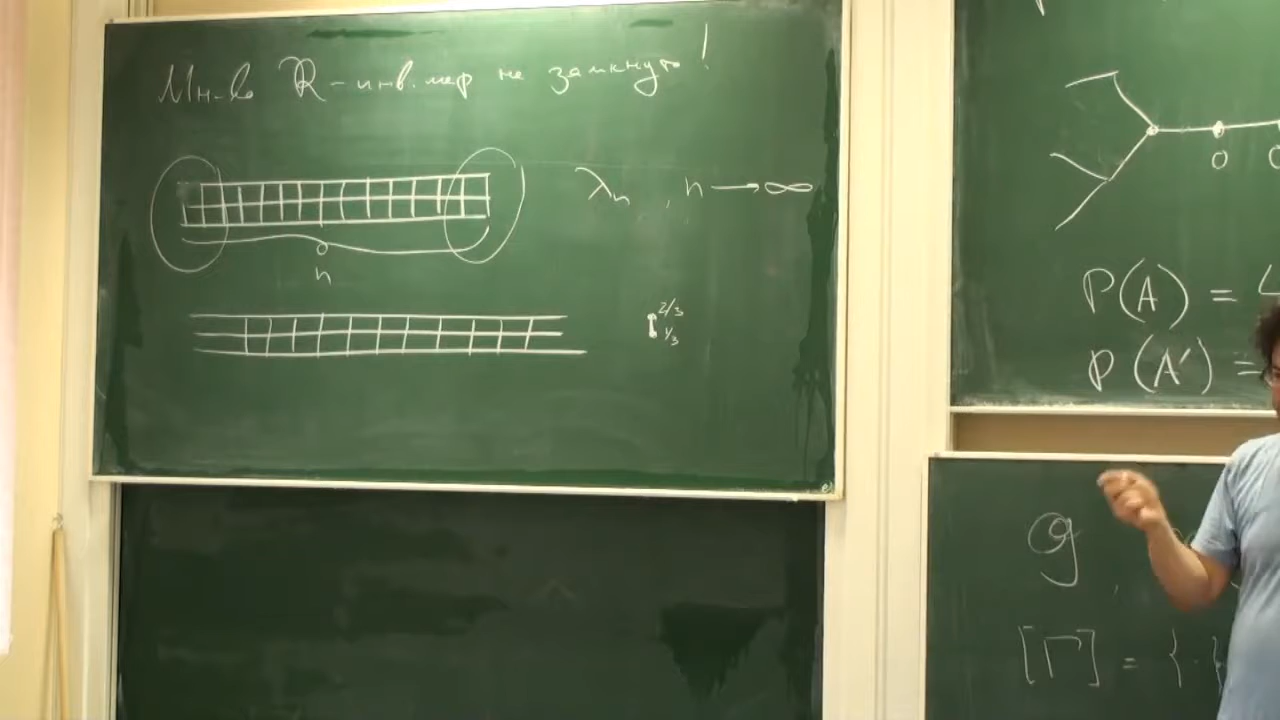 Мн-во R-инв. мер не замкнуто!
λₙ, n → ∞
n
2/3
1/3
0
P(A) =
P(A') =
g,
[Γ] = {·}